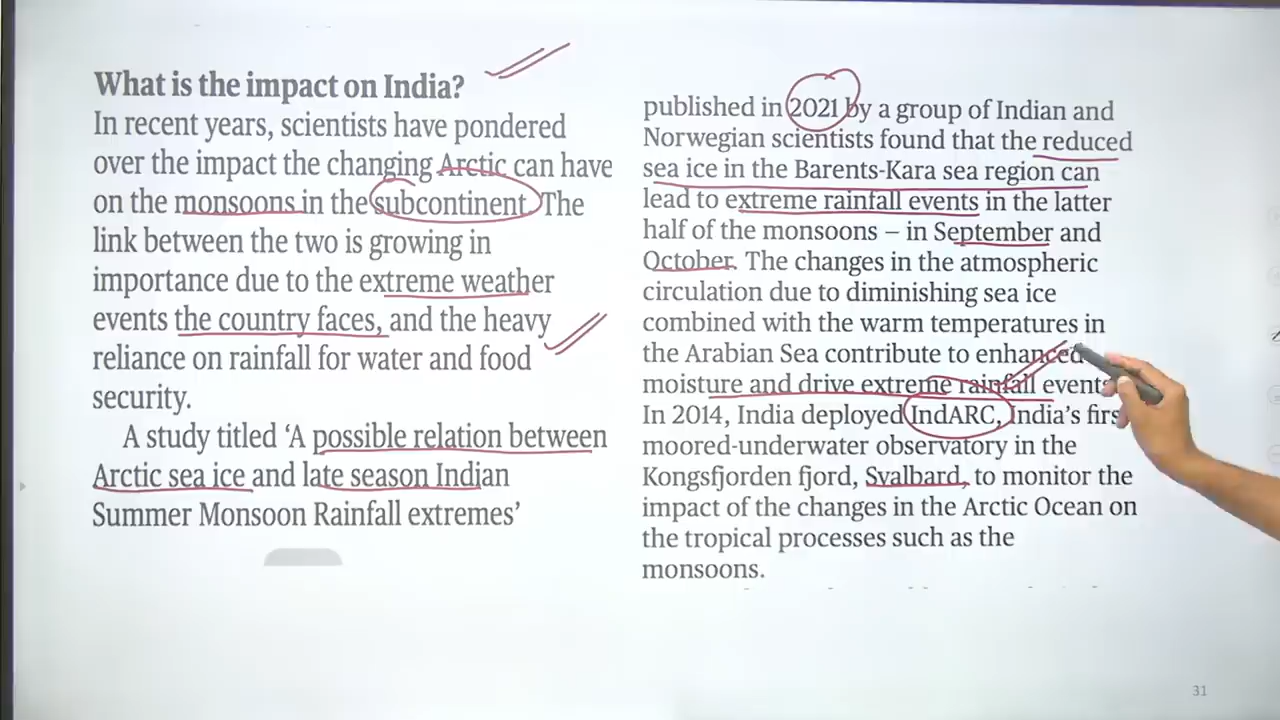 What is the impact on India?
In recent years, scientists have pondered
over the impact the changing Arctic can have
on the monsoons in the subcontinent. The
link between the two is growing in
importance due to the extreme weather
events the country faces, and the heavy
reliance on rainfall for water and food
security.
A study titled ‘A possible relation between
Arctic sea ice and late season Indian
Summer Monsoon Rainfall extremes’
published in 2021 by a group of Indian and
Norwegian scientists found that the reduced
sea ice in the Barents-Kara sea region can
lead to extreme rainfall events in the latter
half of the monsoons — in September and
October. The changes in the atmospheric
circulation due to diminishing sea ice
combined with the warm temperatures in
the Arabian Sea contribute to enhanced
moisture and drive extreme rainfall events.
In 2014, India deployed IndARC, India’s firs
moored-underwater observatory in the
Kongsfjorden fjord, Svalbard, to monitor the
impact of the changes in the Arctic Ocean on
the tropical processes such as the
monsoons.
31